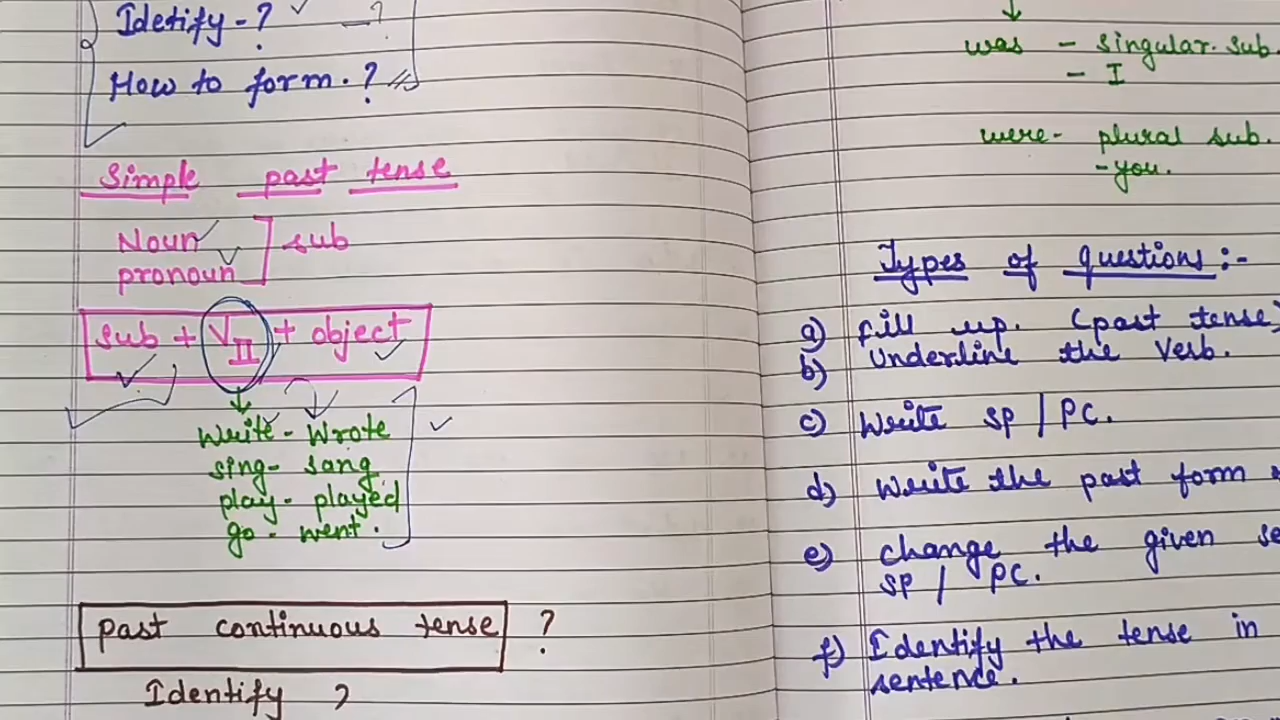 Idetify - ? - ?
How to form . ?
Simple past tense
Noun
pronoun
sub
sub + VII + object
Write - Wrote
sing - sang
play - played
go - went .
past continuous tense ?
Identify ?
was - singular sub
- I
were - plural sub.
- you.
Types of questions :-
a) fill up. (past tense)
b) Underline the Verb.
c) Write SP / PC.
d) Write the past form
e) change the given se
SP / PC.
f) Identify the tense in
sentence.